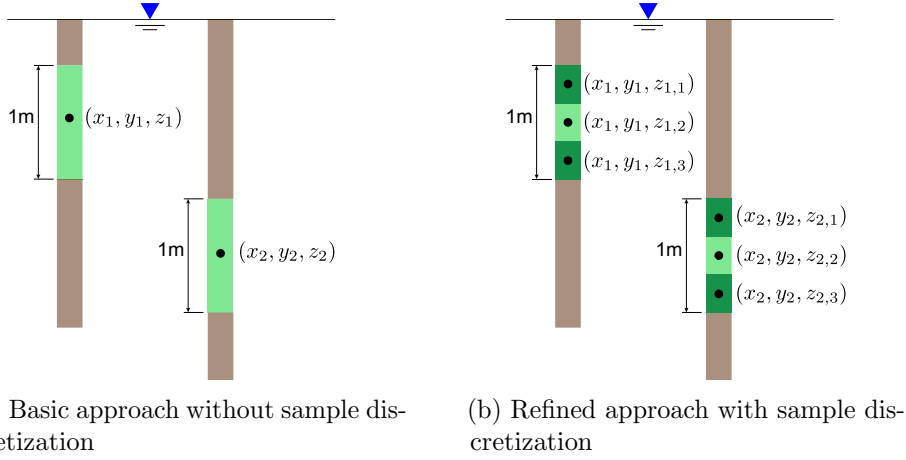 1m
(x₁, y₁, z₁)
1m
(x₂, y₂, z₂)
Basic approach without sample dis-
etization
1m
(x₁, y₁, z₁,₁)
(x₁, y₁, z₁,₂)
(x₁, y₁, z₁,₃)
1m
(x₂, y₂, z₂,₁)
(x₂, y₂, z₂,₂)
(x₂, y₂, z₂,₃)
(b) Refined approach with sample dis-
cretization